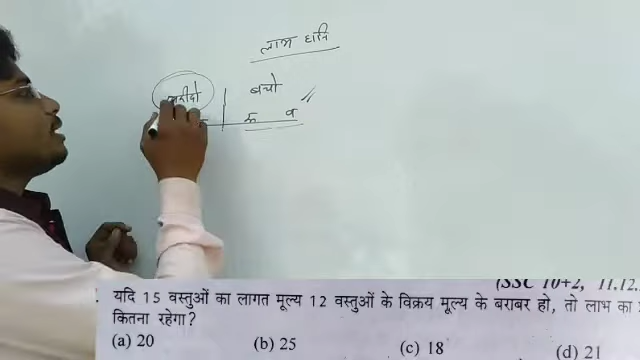 लाभ हानि
बेचो
क व
(SSC 10+2, 11.12.
यदि 15 वस्तुओं का लागत मूल्य 12 वस्तुओं के विक्रय मूल्य के बराबर हो, तो लाभ का
कितना रहेगा?
(a) 20 (b) 25 (c) 18 (d) 21